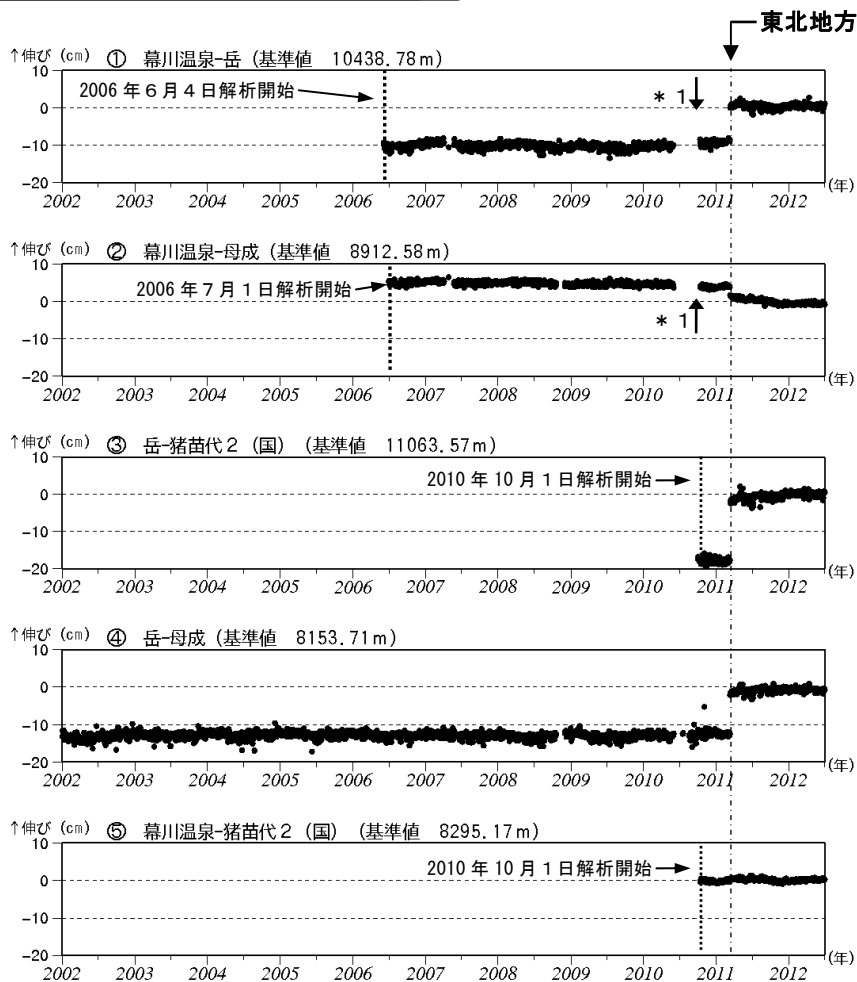 東北地方
↑伸び (cm) ① 幕川温泉-岳 (基準値 10438.78m)
10
2006年6月4日解析開始
＊1
0
-10
-20
2002 2003 2004 2005 2006 2007 2008 2009 2010 2011 2012 (年)
↑伸び (cm) ② 幕川温泉-母成 (基準値 8912.58m)
10
2006年7月1日解析開始
0
＊1
-10
-20
2002 2003 2004 2005 2006 2007 2008 2009 2010 2011 2012 (年)
↑伸び (cm) ③ 岳-猪苗代2 (国) (基準値 11063.57m)
10
2010年10月1日解析開始
0
-10
-20
2002 2003 2004 2005 2006 2007 2008 2009 2010 2011 2012 (年)
↑伸び (cm) ④ 岳-母成 (基準値 8153.71m)
10
0
-10
-20
2002 2003 2004 2005 2006 2007 2008 2009 2010 2011 2012 (年)
↑伸び (cm) ⑤ 幕川温泉-猪苗代2 (国) (基準値 8295.17m)
10
2010年10月1日解析開始
0
-10
-20
2002 2003 2004 2005 2006 2007 2008 2009 2010 2011 2012 (年)